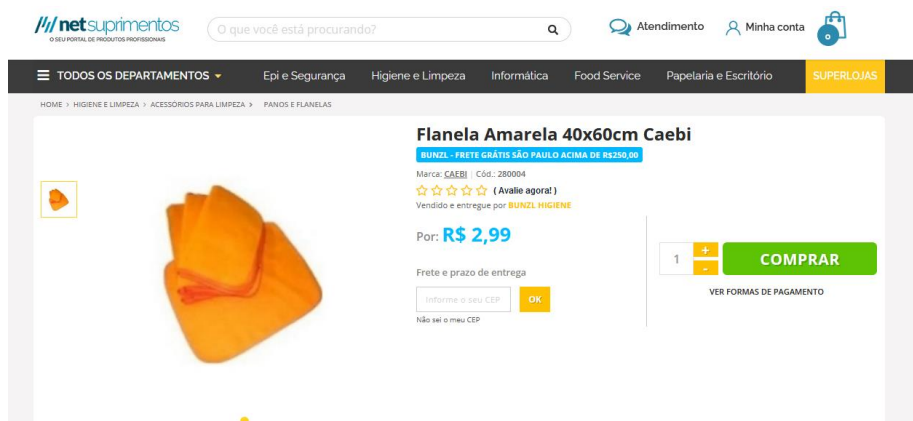 netsuprimentos
O SEU PORTAL DE PRODUTOS PROFISSIONAIS
O que você está procurando?
Atendimento
Minha conta
0
TODOS OS DEPARTAMENTOS
Epi e Segurança
Higiene e Limpeza
Informática
Food Service
Papelaria e Escritório
SUPERLOJAS
HOME > HIGIENE E LIMPEZA > ACESSÓRIOS PARA LIMPEZA > PANOS E FLANELAS
Flanela Amarela 40x60cm Caebi
BUNZL - FRETE GRÁTIS SÃO PAULO ACIMA DE R$250,00
Marca: CAEBI | Cód.: 280004
( Avalie agora! )
Vendido e entregue por BUNZL HIGIENE
Por: R$ 2,99
1
+
-
COMPRAR
VER FORMAS DE PAGAMENTO
Frete e prazo de entrega
Informe o seu CEP
OK
Não sei o meu CEP